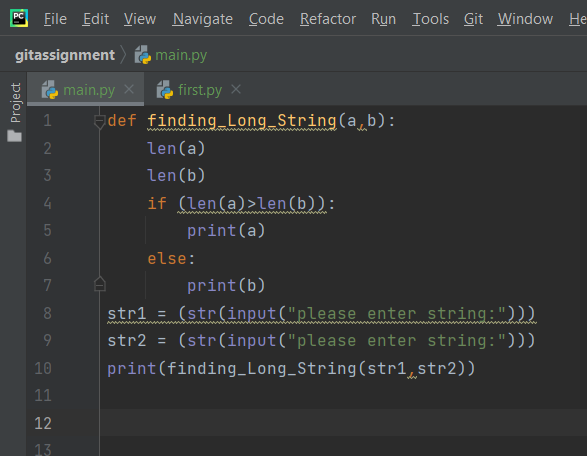 PC File Edit View Navigate Code Refactor Run Tools Git Window He
gitassignment main.py
Project
main.py first.py
1 def finding_Long_String(a,b):
2 len(a)
3 len(b)
4 if (len(a)>len(b)):
5 print(a)
6 else:
7 print(b)
8 str1 = (str(input("please enter string:")))
9 str2 = (str(input("please enter string:")))
10 print(finding_Long_String(str1,str2))
11
12
13